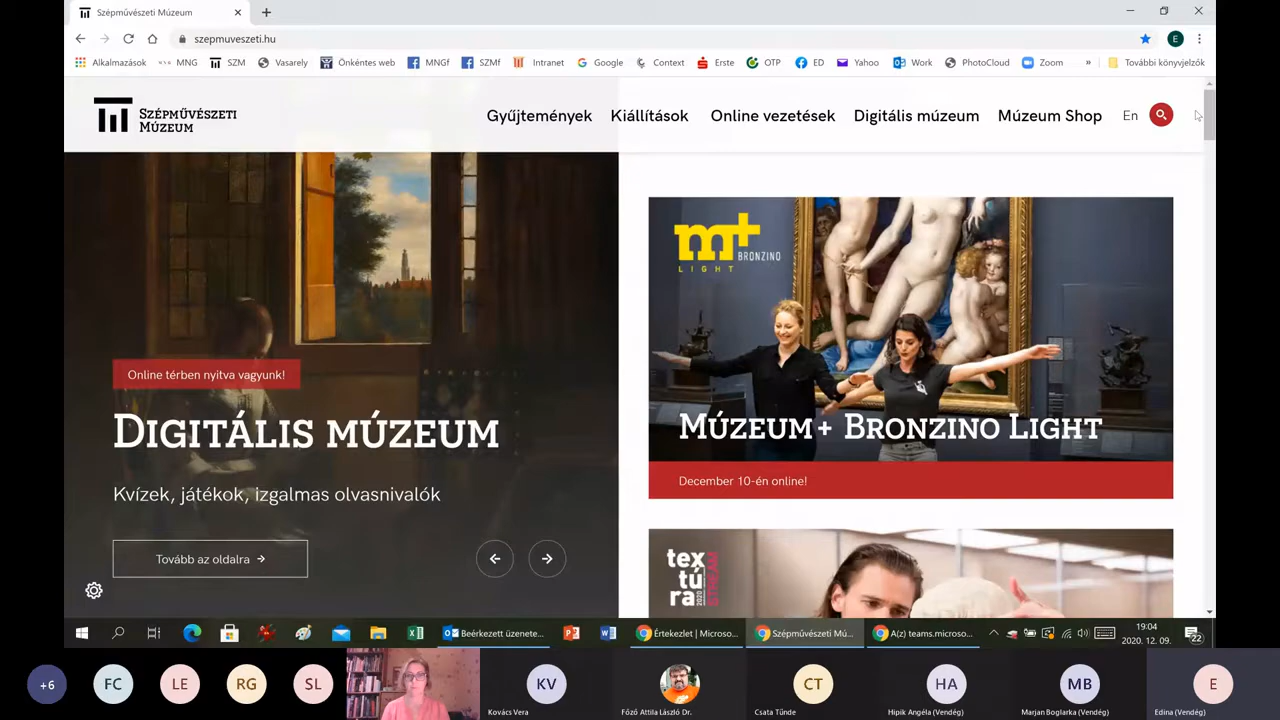 Szépművészeti Múzeum
szepmuveszeti.hu
E
Alkalmazások
MNG
SZM
Vasarely
Önkéntes web
MNGf
SZMf
Intranet
Google
Context
Erste
OTP
ED
Yahoo
Work
PhotoCloud
Zoom
»
További könyvjelzők
Szépművészeti
Múzeum
Gyűjtemények
Kiállítások
Online vezetések
Digitális múzeum
Múzeum Shop
En
m+
BRONZINO
LIGHT
Online térben nyitva vagyunk!
Digitális múzeum
Kvízek, játékok, izgalmas olvasnivalók
Tovább az oldalra →
Múzeum+ Bronzino Light
December 10-én online!
tex
tú
ra
2020
STREAM
Beérkezett üzenete...
Értekezlet | Microso...
Szépművészeti Mú...
A(z) teams.microso...
19:04
2020. 12. 09.
22
+6
FC
LE
RG
SL
KV
Kovács Vera
Főző Attila László Dr.
CT
Csata Tünde
HA
Hipik Angéla (Vendég)
MB
Marjan Boglarka (Vendég)
E
Edina (Vendég)